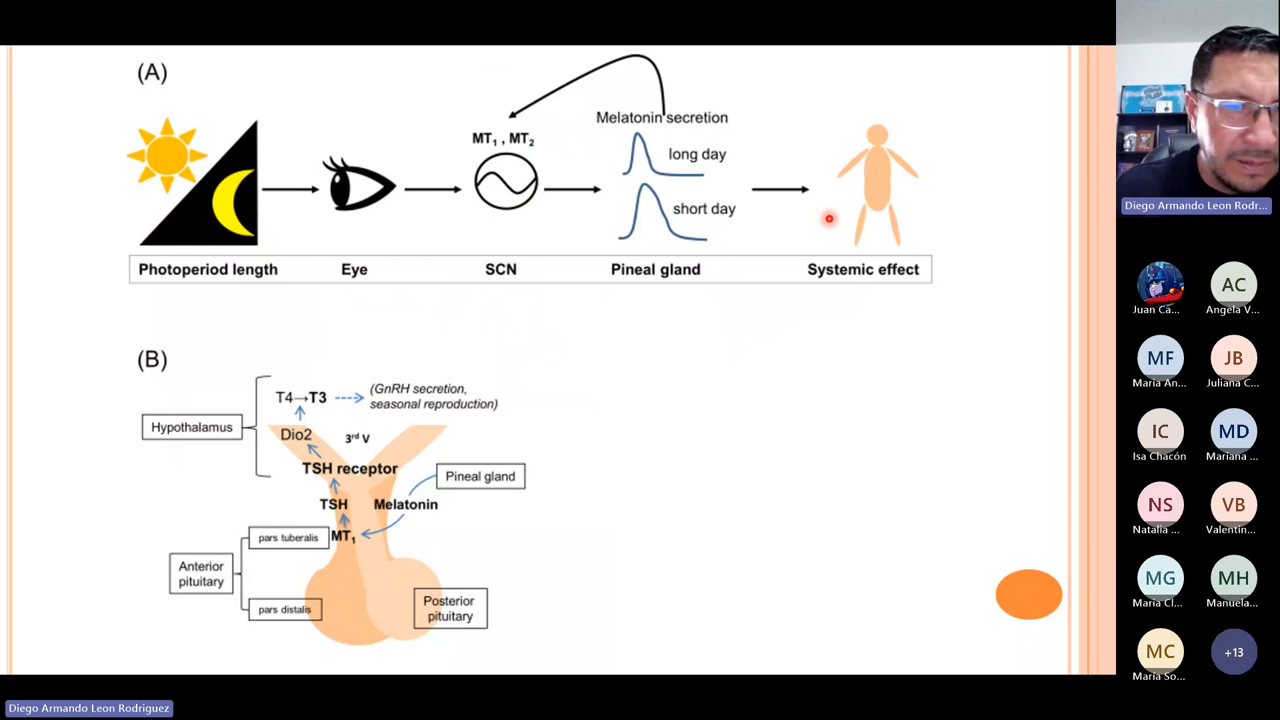 (A)
MT1 , MT2
Melatonin secretion
long day
short day
Photoperiod length
Eye
SCN
Pineal gland
Systemic effect
(B)
Hypothalamus
T4→T3
(GnRH secretion,
seasonal reproduction)
Dio2
3rd V
TSH receptor
Pineal gland
TSH
Melatonin
pars tuberalis
MT1
Anterior
pituitary
pars distalis
Posterior
pituitary
Diego Armando Leon Rodr...
Juan Ca...
AC
Angela V...
MF
Maria An...
JB
Juliana C...
IC
Isa Chacón
MD
Mariana ...
NS
Natalia ...
VB
Valentin...
MG
Maria Cl...
MH
Manuela...
MC
Maria So...
+13
Diego Armando Leon Rodriguez